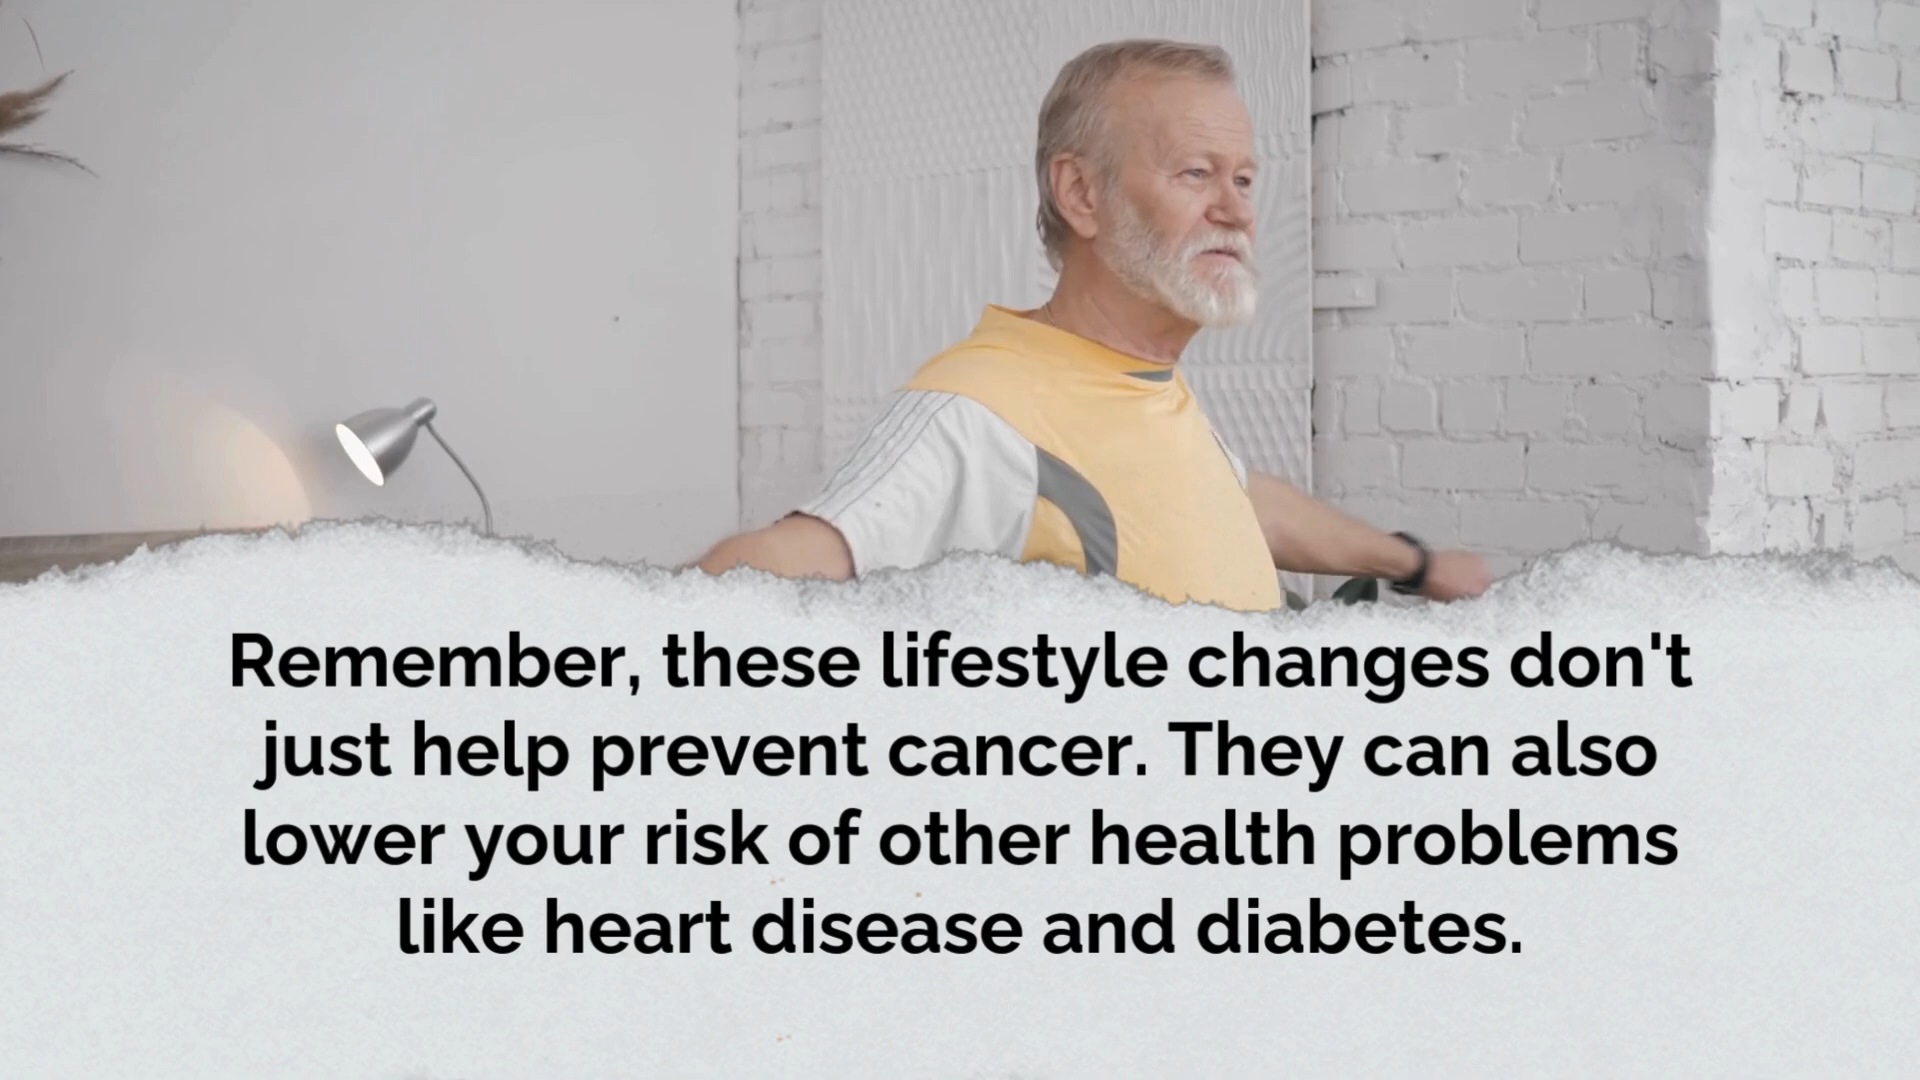 Remember, these lifestyle changes don't
just help prevent cancer. They can also
lower your risk of other health problems
like heart disease and diabetes.